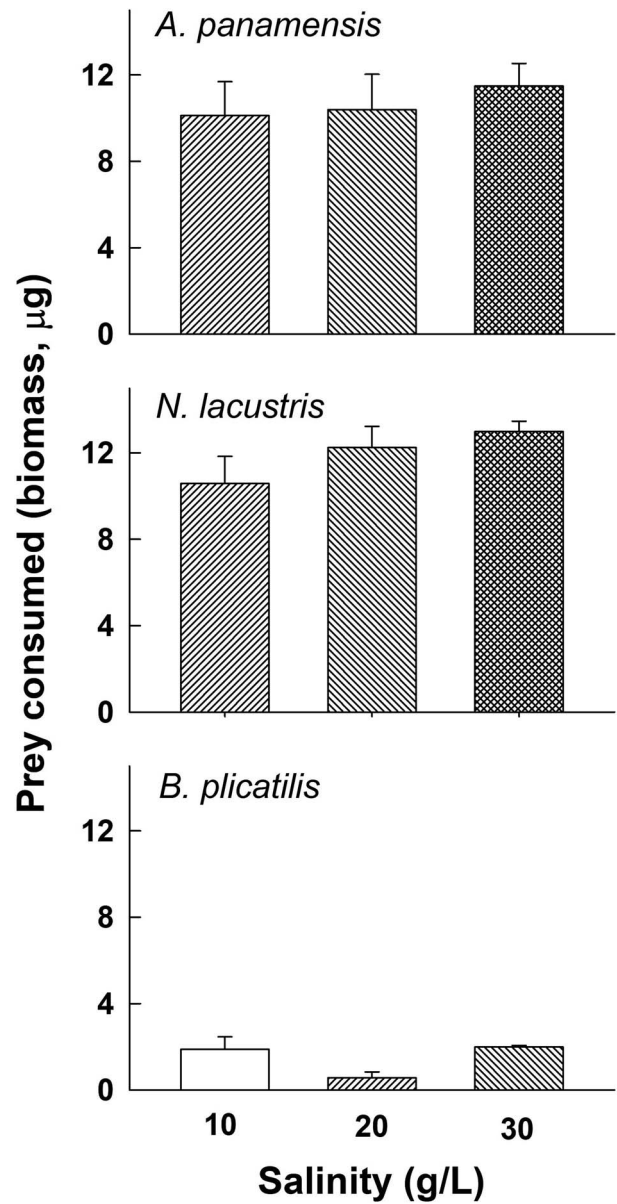 A. panamensis
12
8
4
0
N. lacustris
12
8
4
0
B. plicatilis
12
8
4
0
Prey consumed (biomass, μg)
10 20 30
Salinity (g/L)